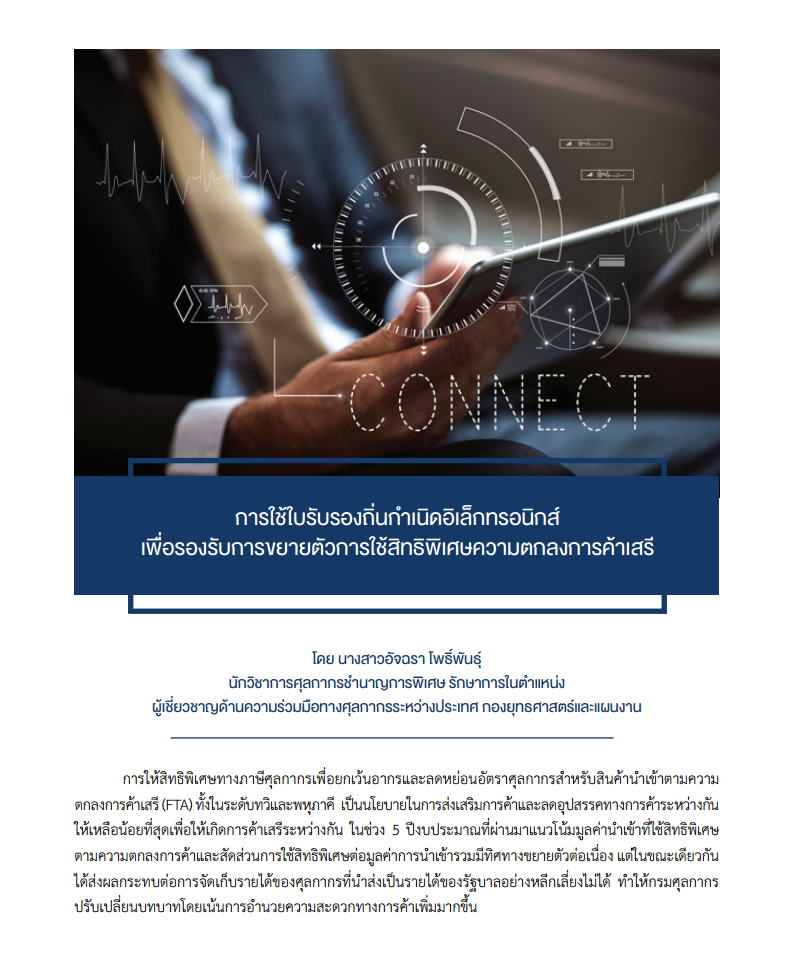 CONNECT
การใช้ใบรับรองถิ่นกำเนิดอิเล็กทรอนิกส์
เพื่อรองรับการขยายตัวการใช้สิทธิพิเศษความตกลงการค้าเสรี
โดย นางสาวอัจฉรา โพธิ์พันธุ์
นักวิชาการศุลกากรชำนาญการพิเศษ รักษาการในตำแหน่ง
ผู้เชี่ยวชาญด้านความร่วมมือทางศุลกากรระหว่างประเทศ กองยุทธศาสตร์และแผนงาน
การให้สิทธิพิเศษทางภาษีศุลกากรเพื่อยกเว้นอากรและลดหย่อนอัตราศุลกากรสำหรับสินค้านำเข้าตามความ
ตกลงการค้าเสรี (FTA) ทั้งในระดับทวิและพหุภาคี เป็นนโยบายในการส่งเสริมการค้าและลดอุปสรรคทางการค้าระหว่างกัน
ให้เหลือน้อยที่สุดเพื่อให้เกิดการค้าเสรีระหว่างกัน ในช่วง 5 ปีงบประมาณที่ผ่านมาแนวโน้มมูลค่านำเข้าที่ใช้สิทธิพิเศษ
ตามความตกลงการค้าและสัดส่วนการใช้สิทธิพิเศษต่อมูลค่าการนำเข้ารวมมีทิศทางขยายตัวต่อเนื่อง แต่ในขณะเดียวกัน
ได้ส่งผลกระทบต่อการจัดเก็บรายได้ของศุลกากรที่นำส่งเป็นรายได้ของรัฐบาลอย่างหลีกเลี่ยงไม่ได้ ทำให้กรมศุลกากร
ปรับเปลี่ยนบทบาทโดยเน้นการอำนวยความสะดวกทางการค้าเพิ่มมากขึ้น